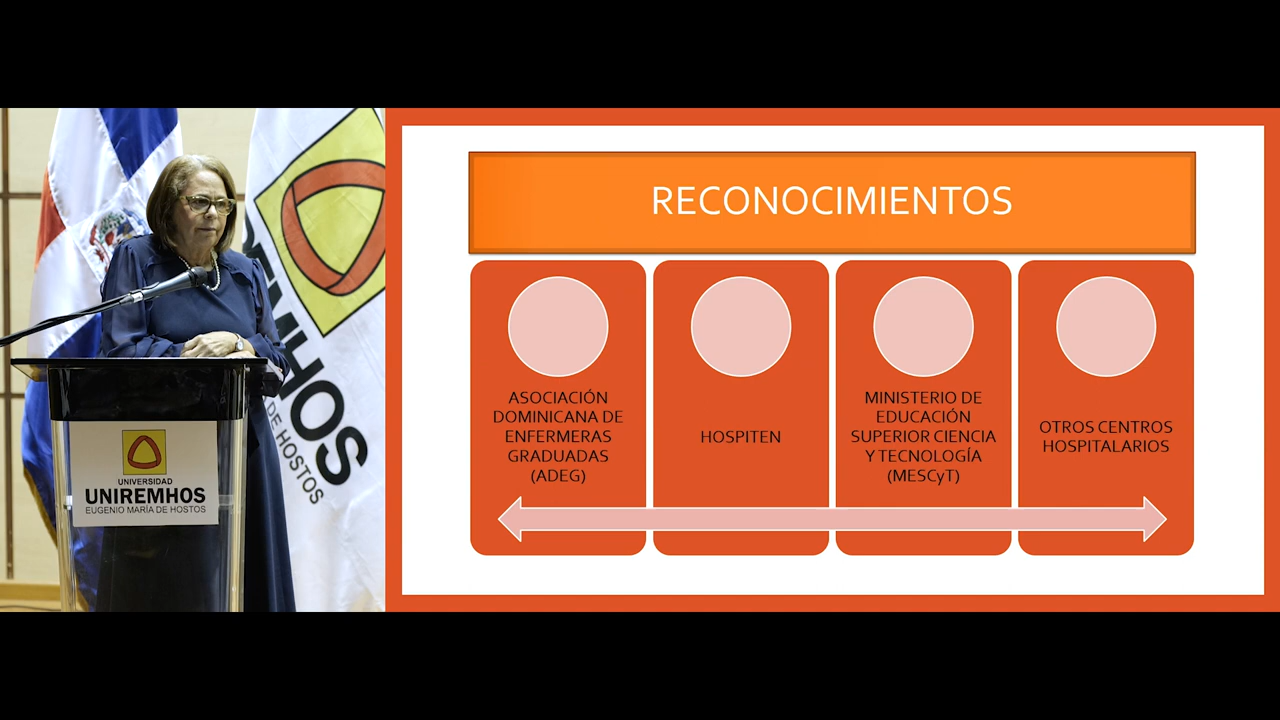 REMHOS
DE HOSTOS
UNIVERSIDAD
UNIREMHOS
EUGENIO MARÍA DE HOSTOS
RECONOCIMIENTOS
ASOCIACIÓN
DOMINICANA DE
ENFERMERAS
GRADUADAS
(ADEG)
HOSPITEN
MINISTERIO DE
EDUCACIÓN
SUPERIOR CIENCIA
Y TECNOLOGÍA
(MESCyT)
OTROS CENTROS
HOSPITALARIOS